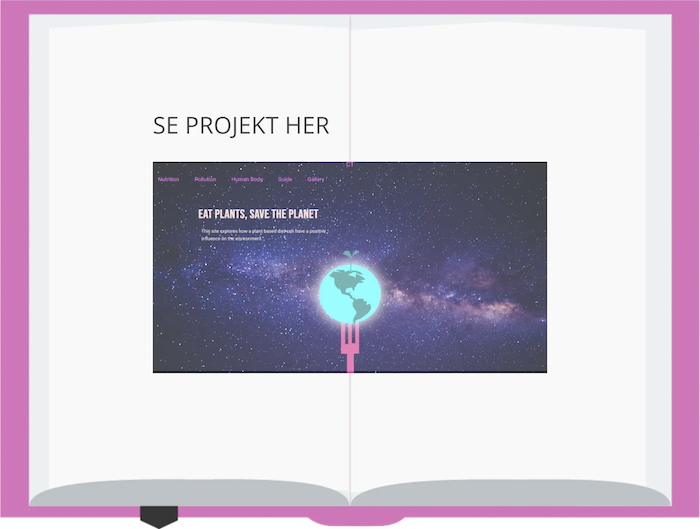 SE PROJEKT HER
Nutrition Pollution Human Body Guide Gallery
EAT PLANTS, SAVE THE PLANET
This site explores how a plant based diet can have a positive
influence on the environment